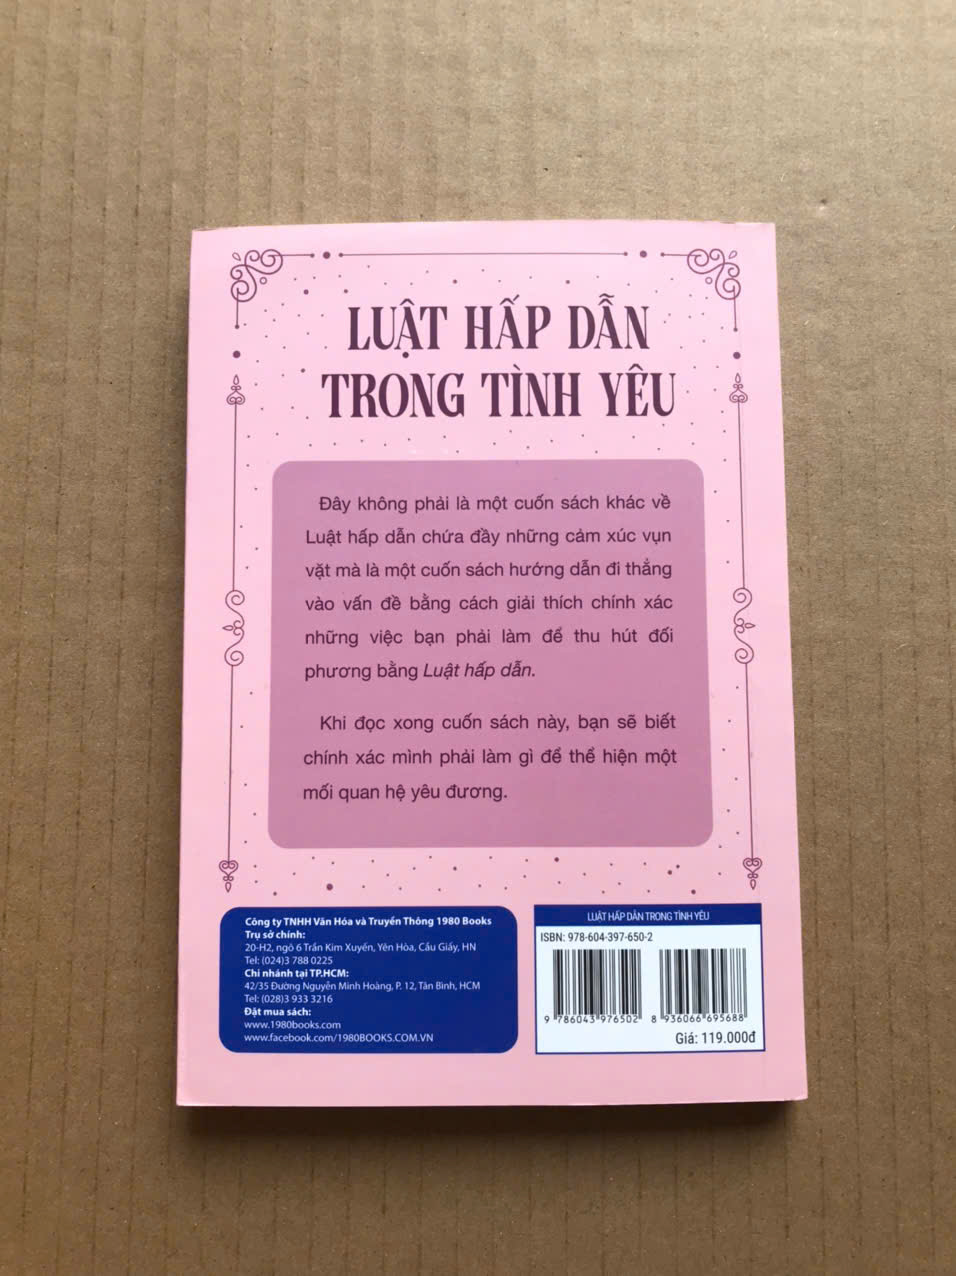 LUẬT HẤP DẪN
TRONG TÌNH YÊU
Đây không phải là một cuốn sách khác về
Luật hấp dẫn chứa đầy những cảm xúc vụn
vặt mà là một cuốn sách hướng dẫn đi thẳng
vào vấn đề bằng cách giải thích chính xác
những việc bạn phải làm để thu hút đối
phương bằng Luật hấp dẫn.
Khi đọc xong cuốn sách này, bạn sẽ biết
chính xác mình phải làm gì để thể hiện một
mối quan hệ yêu đương.
Công ty TNHH Văn Hóa và Truyền Thông 1980 Books
Trụ sở chính:
20-H2, ngõ 6 Trần Kim Xuyến, Yên Hòa, Cầu Giấy, HN
Tel: (024)3 788 0225
Chi nhánh tại TP.HCM:
42/35 Đường Nguyễn Minh Hoàng, P. 12, Tân Bình, HCM
Tel: (028)3 933 3216
Đặt mua sách:
www.1980books.com
www.facebook.com/1980BOOKS.COM.VN
LUẬT HẤP DẪN TRONG TÌNH YÊU
ISBN: 978-604-397-650-2
9 786043 976502 8 936066 695688
Giá: 119.000đ